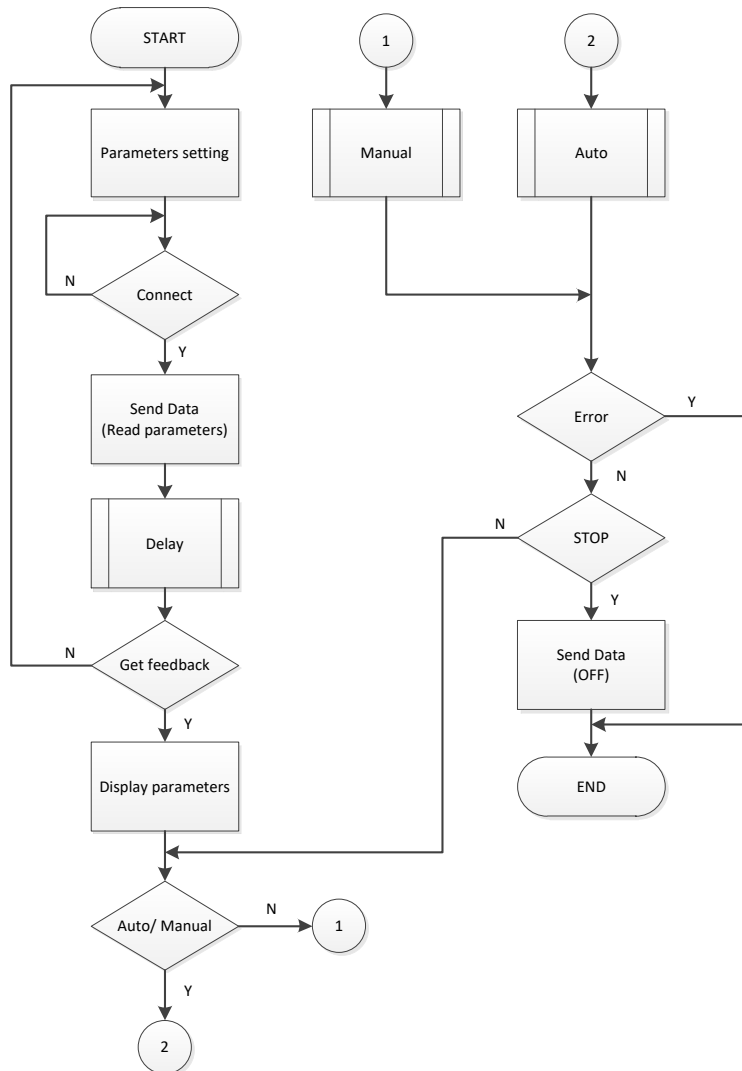 START
Parameters setting
N
Connect
Y
Send Data
(Read parameters)
Delay
N
Get feedback
Y
Display parameters
Auto/ Manual
N
1
Y
2
1
Manual
2
Auto
Error
Y
N
N
STOP
Y
Send Data
(OFF)
END